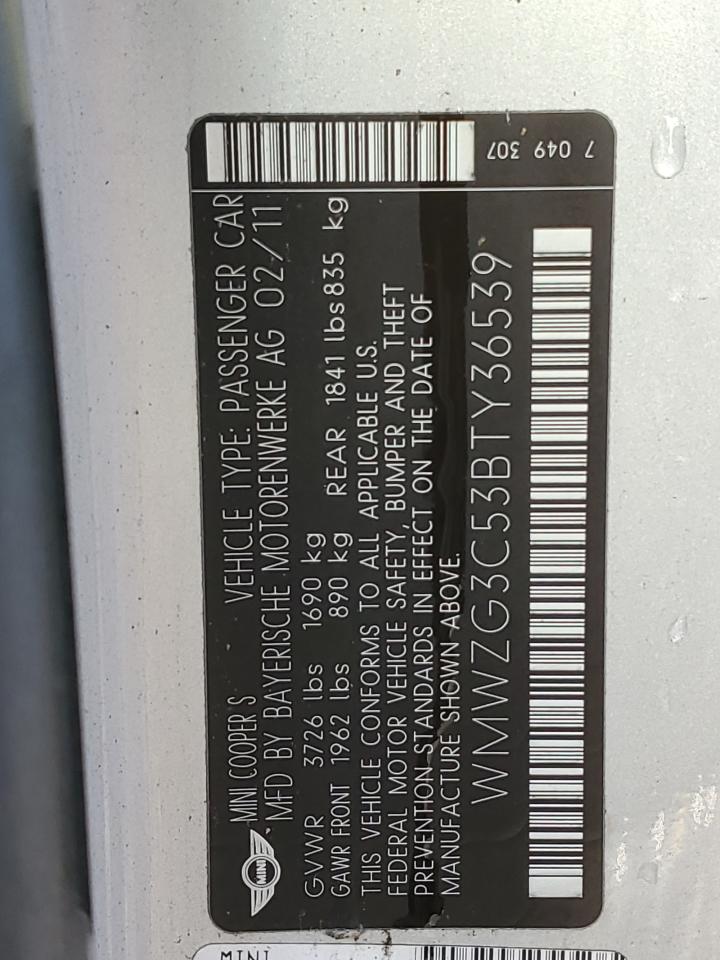 MINI
MINI COOPER S VEHICLE TYPE: PASSENGER CAR
MFD BY BAYERISCHE MOTORENWERKE AG 02/11
GVWR 3726 lbs 1690 kg
GAWR FRONT 1962 lbs 890 kg REAR 1841 lbs 835 kg
THIS VEHICLE CONFORMS TO ALL APPLICABLE U.S.
FEDERAL MOTOR VEHICLE SAFETY, BUMPER AND THEFT
PREVENTION STANDARDS IN EFFECT ON THE DATE OF
MANUFACTURE SHOWN ABOVE.
WMWZG3C53BTY36539
7 049 307
MINI